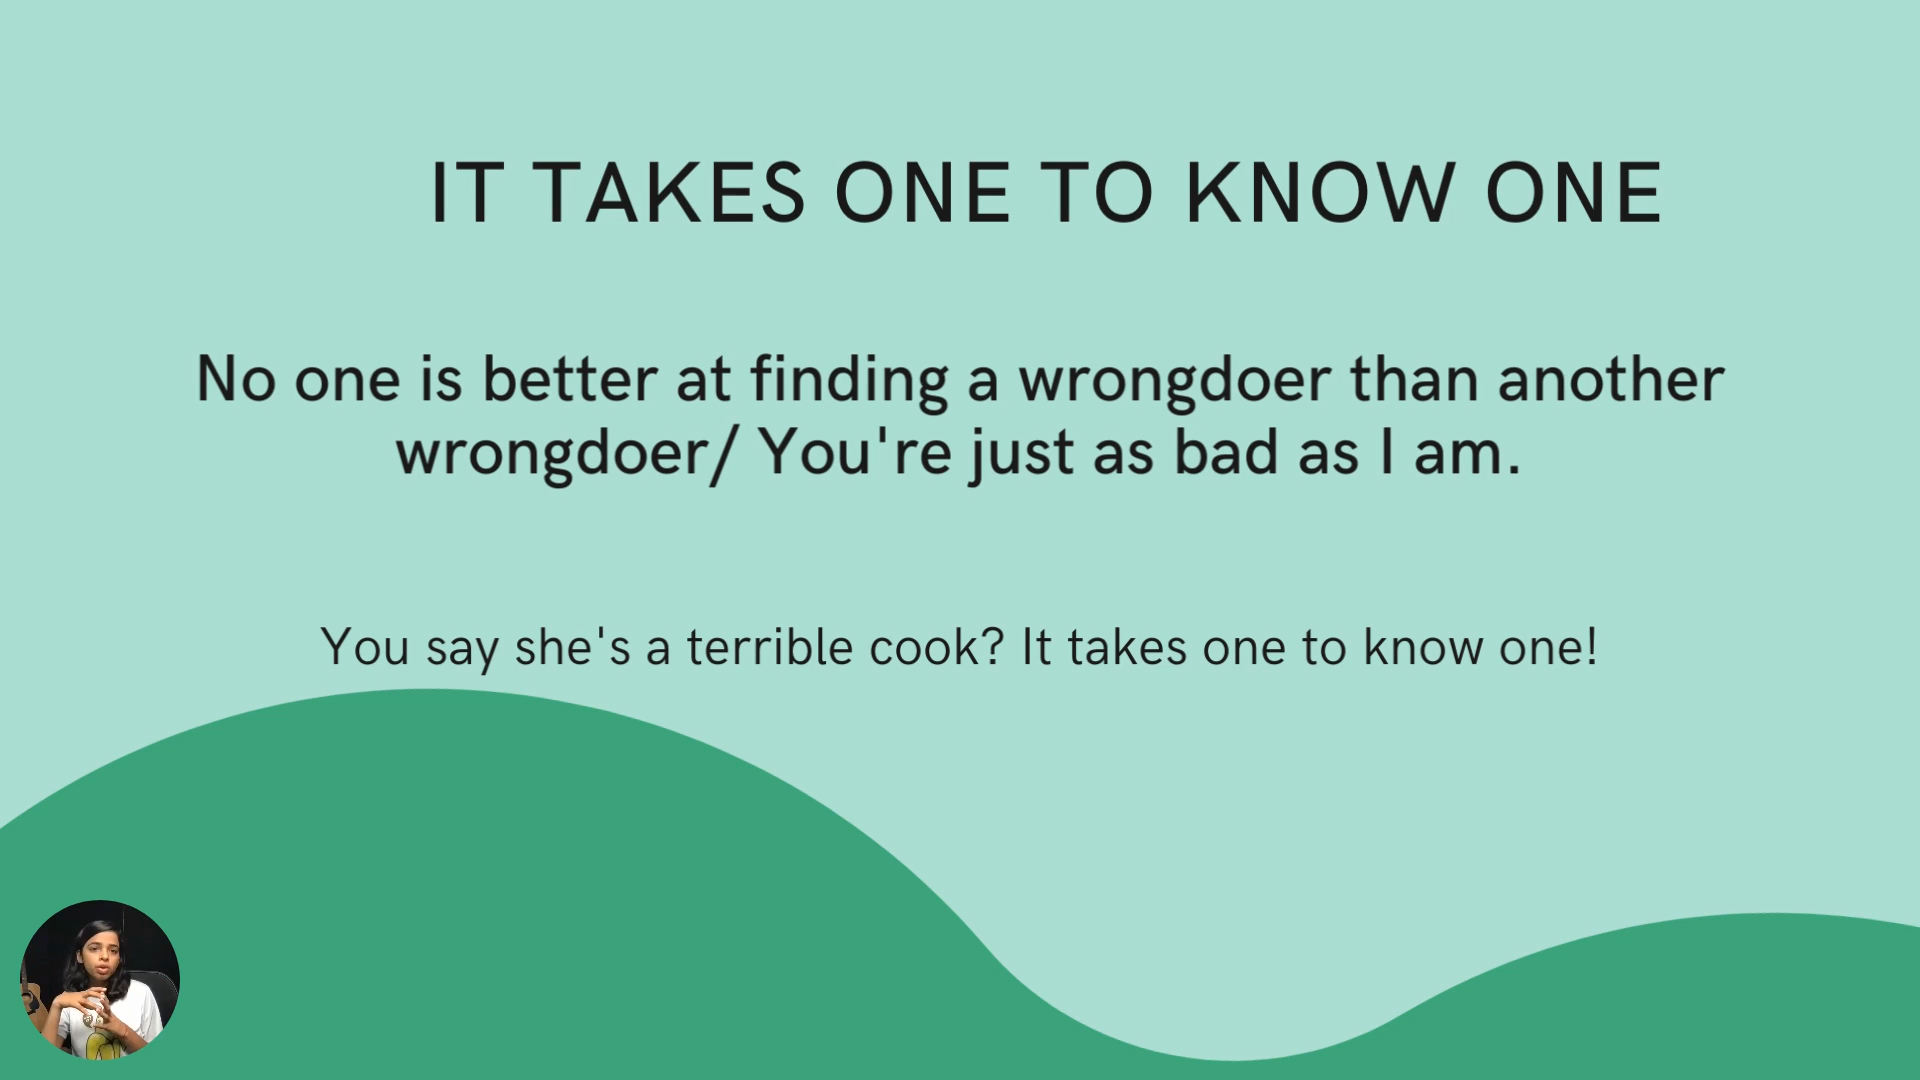 IT TAKES ONE TO KNOW ONE
No one is better at finding a wrongdoer than another
wrongdoer/ You're just as bad as I am.
You say she's a terrible cook? It takes one to know one!